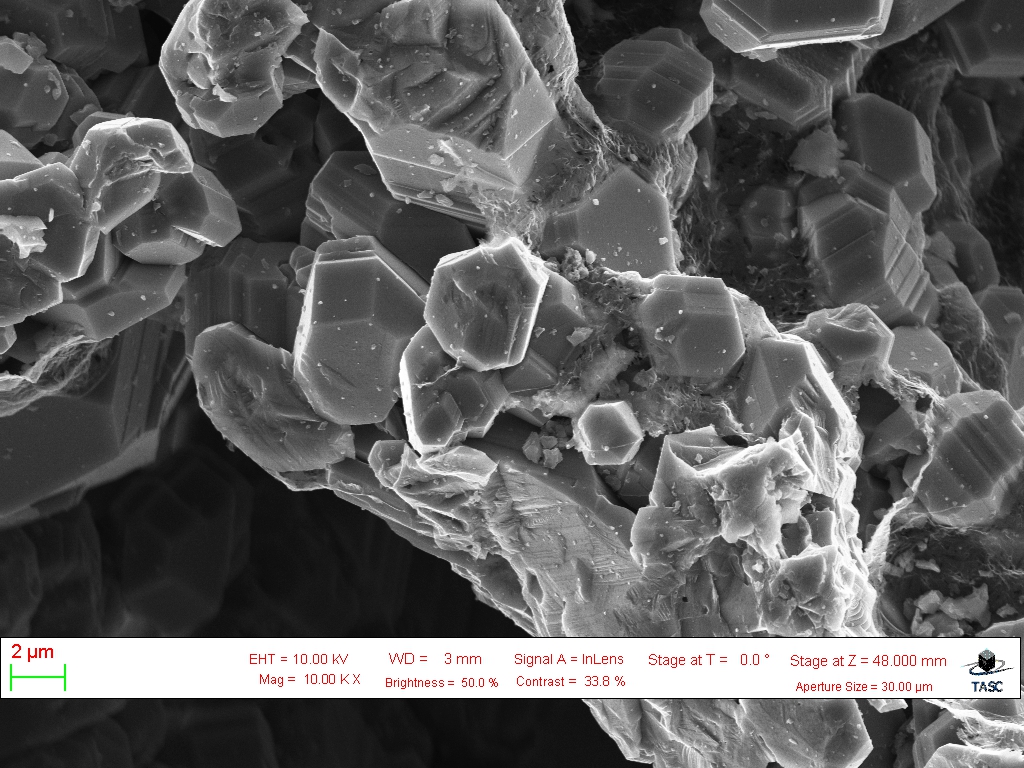 2 µm
EHT = 10.00 kV WD = 3 mm Signal A = InLens Stage at T = 0.0 ° Stage at Z = 48.000 mm
Mag = 10.00 K X Brightness = 50.0 % Contrast = 33.8 % Aperture Size = 30.00 µm
TASC